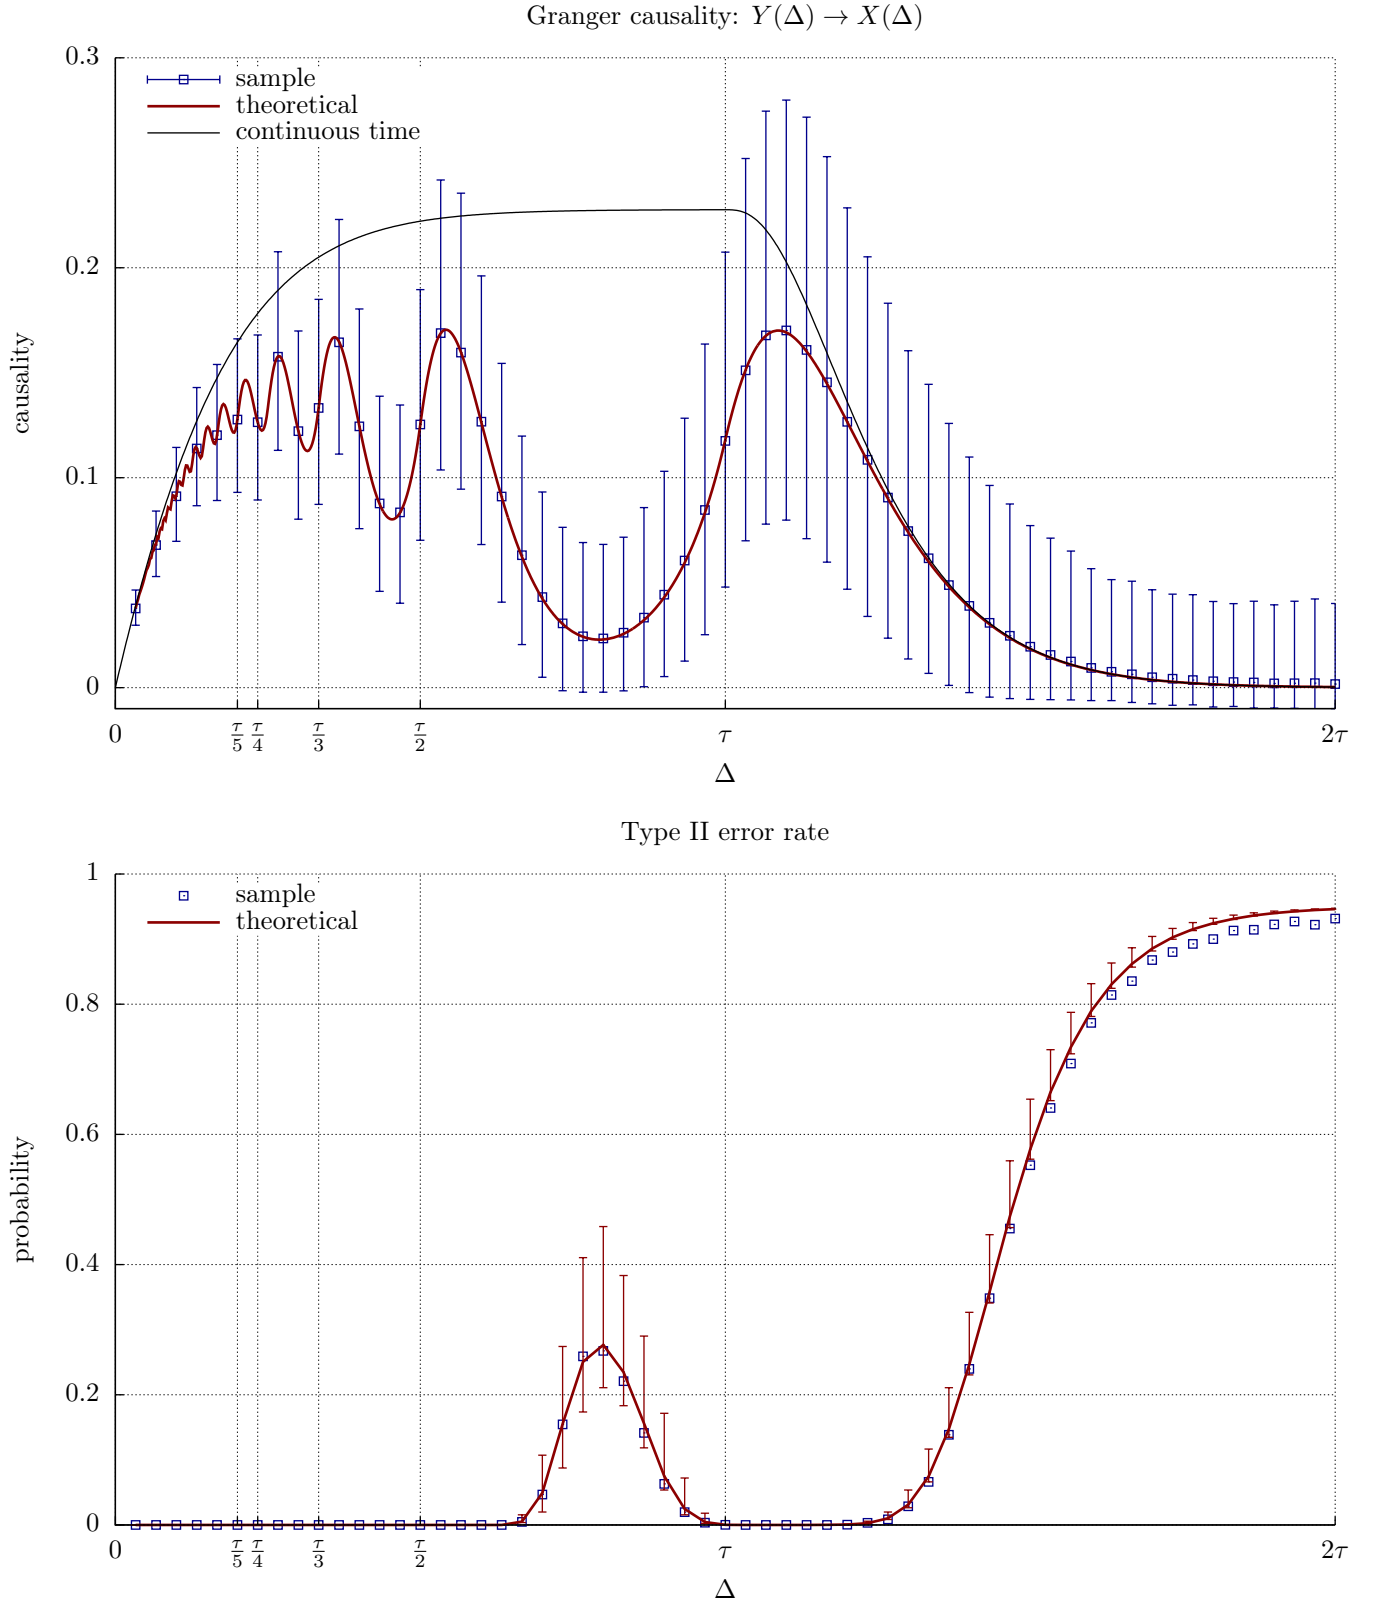 Granger causality: Y(Δ) → X(Δ)
0.3
sample
theoretical
continuous time
0.2
causality
0.1
0
0 τ/5 τ/4 τ/3 τ/2 τ 2τ
Δ
Type II error rate
1
sample
theoretical
0.8
0.6
probability
0.4
0.2
0
0 τ/5 τ/4 τ/3 τ/2 τ 2τ
Δ